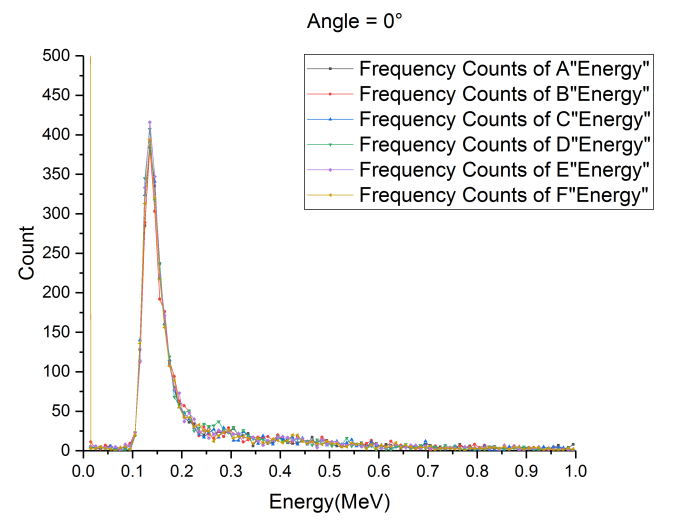 Angle = 0°
Frequency Counts of A"Energy"
Frequency Counts of B"Energy"
Frequency Counts of C"Energy"
Frequency Counts of D"Energy"
Frequency Counts of E"Energy"
Frequency Counts of F"Energy"
500
450
400
350
300
250
200
150
100
50
0
Count
0.0 0.1 0.2 0.3 0.4 0.5 0.6 0.7 0.8 0.9 1.0
Energy(MeV)